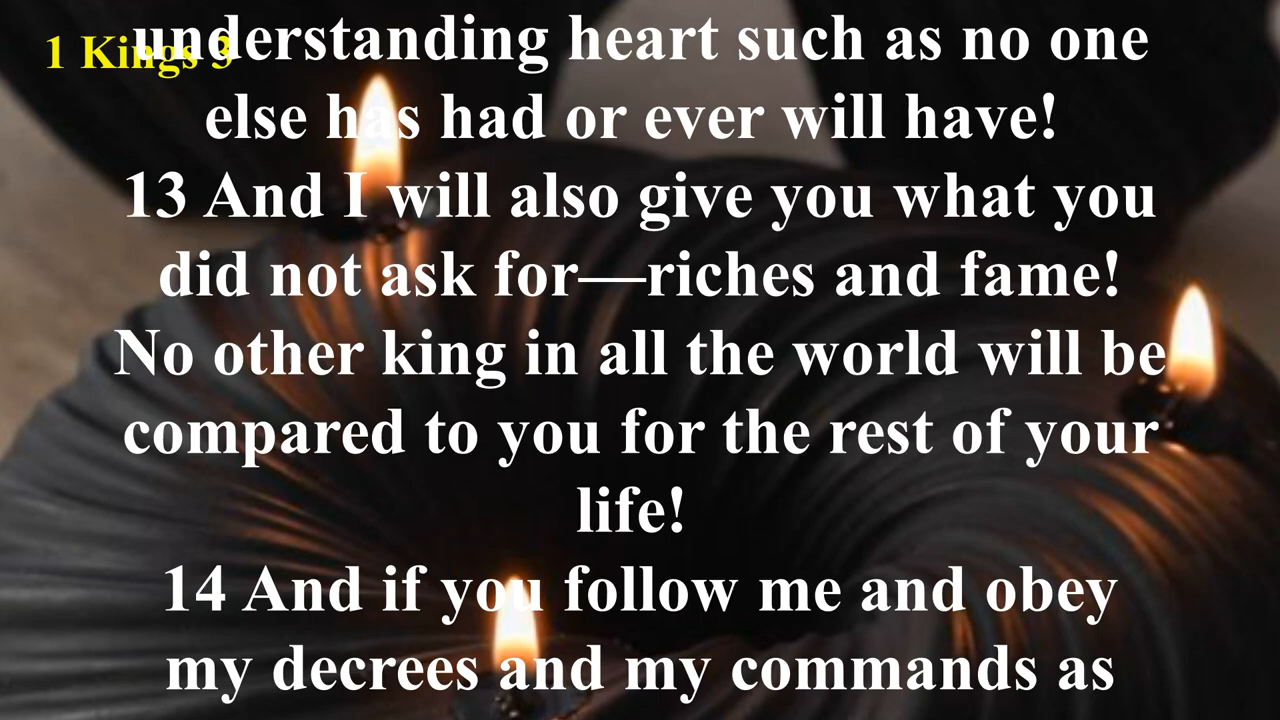 1 Kings 3
understanding heart such as no one
else has had or ever will have!
13 And I will also give you what you
did not ask for—riches and fame!
No other king in all the world will be
compared to you for the rest of your
life!
14 And if you follow me and obey
my decrees and my commands as